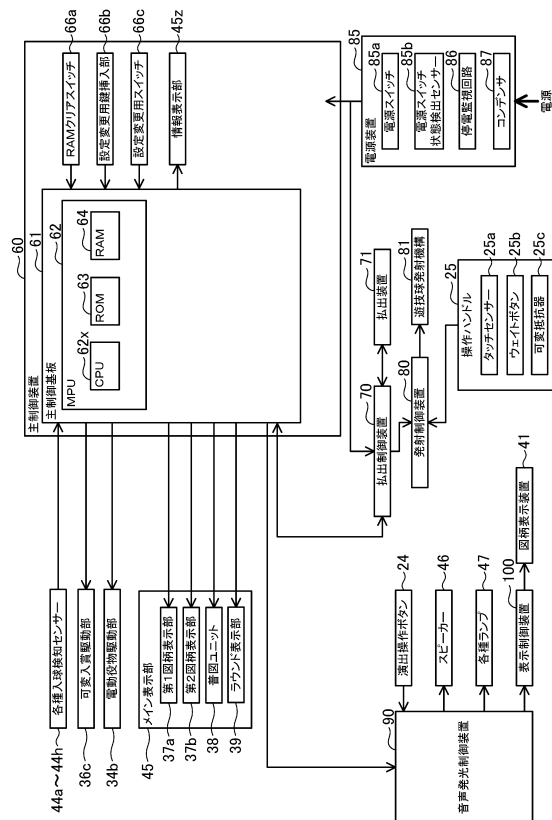 60
主制御装置
61
主制御基板
62
MPU
62x
CPU
63
ROM
64
RAM
66a
RAMクリアスイッチ
66b
設定変更用鍵挿入部
66c
設定変更用スイッチ
45z
情報表示部
44a～44h
各種入球検知センサー
36c
可変入賞駆動部
34b
電動役物駆動部
45
メイン表示部
37a
第1図柄表示部
37b
第2図柄表示部
38
普図ユニット
39
ラウンド表示部
85
電源装置
85a
電源スイッチ
85b
電源スイッチ
状態検出センサー
86
停電監視回路
87
コンデンサ
電源
70
払出制御装置
71
払出装置
80
発射制御装置
81
遊技球発射機構
25
操作ハンドル
25a
タッチセンサー
25b
ウェイトボタン
25c
可変抵抗器
90
音声発光制御装置
24
演出操作ボタン
46
スピーカー
47
各種ランプ
100
表示制御装置
41
図柄表示装置